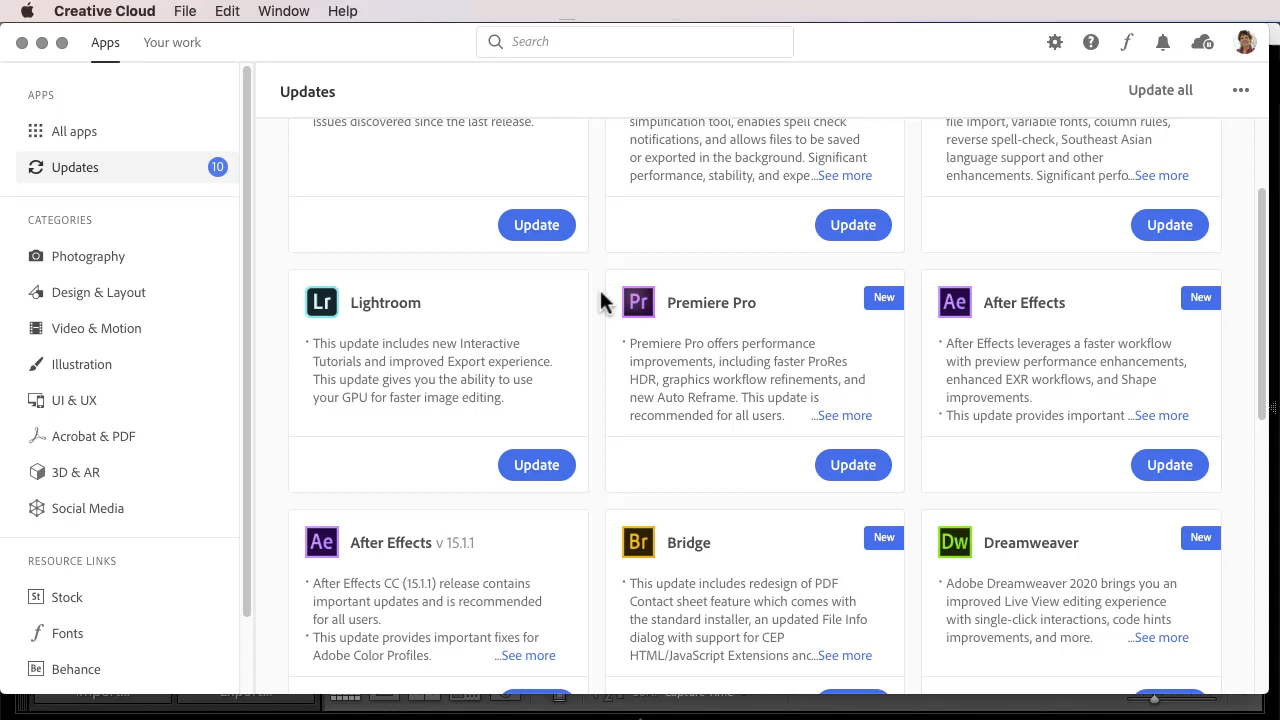 Creative Cloud File Edit Window Help
Apps Your work Search
APPS
All apps
Updates 10
CATEGORIES
Photography
Design & Layout
Video & Motion
Illustration
UI & UX
Acrobat & PDF
3D & AR
Social Media
RESOURCE LINKS
St Stock
Fonts
Be Behance
Updates Update all
issues discovered since the last release.
Update
simplification tool, enables spell check
notifications, and allows files to be saved
or exported in the background. Significant
performance, stability, and expe...See more
Update
file import, variable fonts, column rules,
reverse spell-check, Southeast Asian
language support and other
enhancements. Significant perfo...See more
Update
Lr Lightroom
· This update includes new Interactive
Tutorials and improved Export experience.
This update gives you the ability to use
your GPU for faster image editing.
Update
Pr Premiere Pro New
· Premiere Pro offers performance
improvements, including faster ProRes
HDR, graphics workflow refinements, and
new Auto Reframe. This update is
recommended for all users. ...See more
Update
Ae After Effects New
· After Effects leverages a faster workflow
with preview performance enhancements,
enhanced EXR workflows, and Shape
improvements.
· This update provides important ...See more
Update
Ae After Effects v 15.1.1
· After Effects CC (15.1.1) release contains
important updates and is recommended
for all users.
· This update provides important fixes for
Adobe Color Profiles. ...See more
Br Bridge New
· This update includes redesign of PDF
Contact sheet feature which comes with
the standard installer, an updated File Info
dialog with support for CEP
HTML/JavaScript Extensions anc...See more
Dw Dreamweaver New
· Adobe Dreamweaver 2020 brings you an
improved Live View editing experience
with single-click interactions, code hints
improvements, and more. ...See more